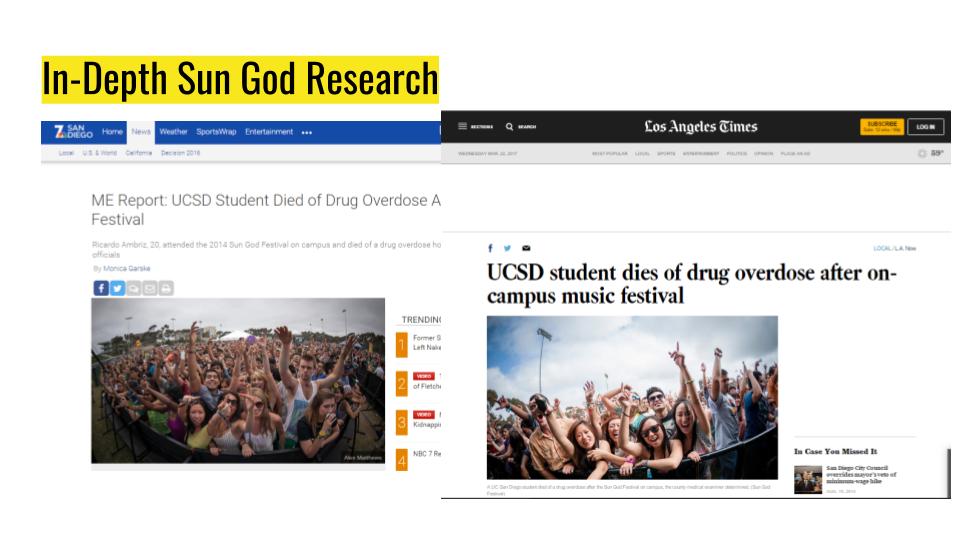 In-Depth Sun God Research
7 SAN DIEGO Home News Weather SportsWrap Entertainment •••
Local U.S. & World California Decision 2016
ME Report: UCSD Student Died of Drug Overdose A
Festival
Ricardo Ambriz, 20, attended the 2014 Sun God Festival on campus and died of a drug overdose ho
officials
By Monica Garske
TRENDING
1 Former S
Left Nake
2 VIDEO
of Fletche
3 VIDEO
Kidnappin
4 NBC 7 Re
Alex Matthews
SECTIONS SEARCH Los Angeles Times SUBSCRIBE LOG IN
WEDNESDAY MAR. 22, 2017 MOST POPULAR LOCAL SPORTS ENTERTAINMENT POLITICS OPINION PLACE AN AD 59°
LOCAL / L.A. Now
UCSD student dies of drug overdose after on-
campus music festival
A UC San Diego student died of a drug overdose after the Sun God Festival on campus, the county medical examiner determined. (Sun God
Festival)
In Case You Missed It
San Diego City Council
overrides mayor's veto of
minimum-wage hike